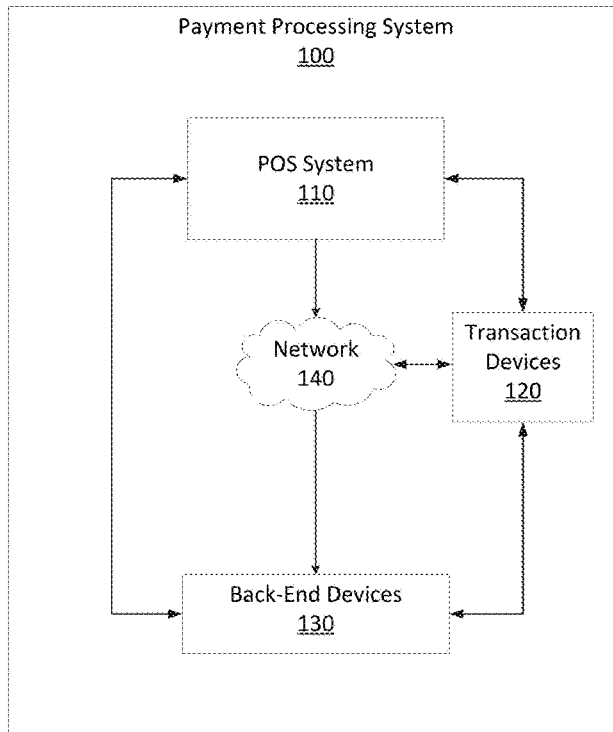 Payment Processing System
100
POS System
110
Network
140
Transaction
Devices
120
Back-End Devices
130